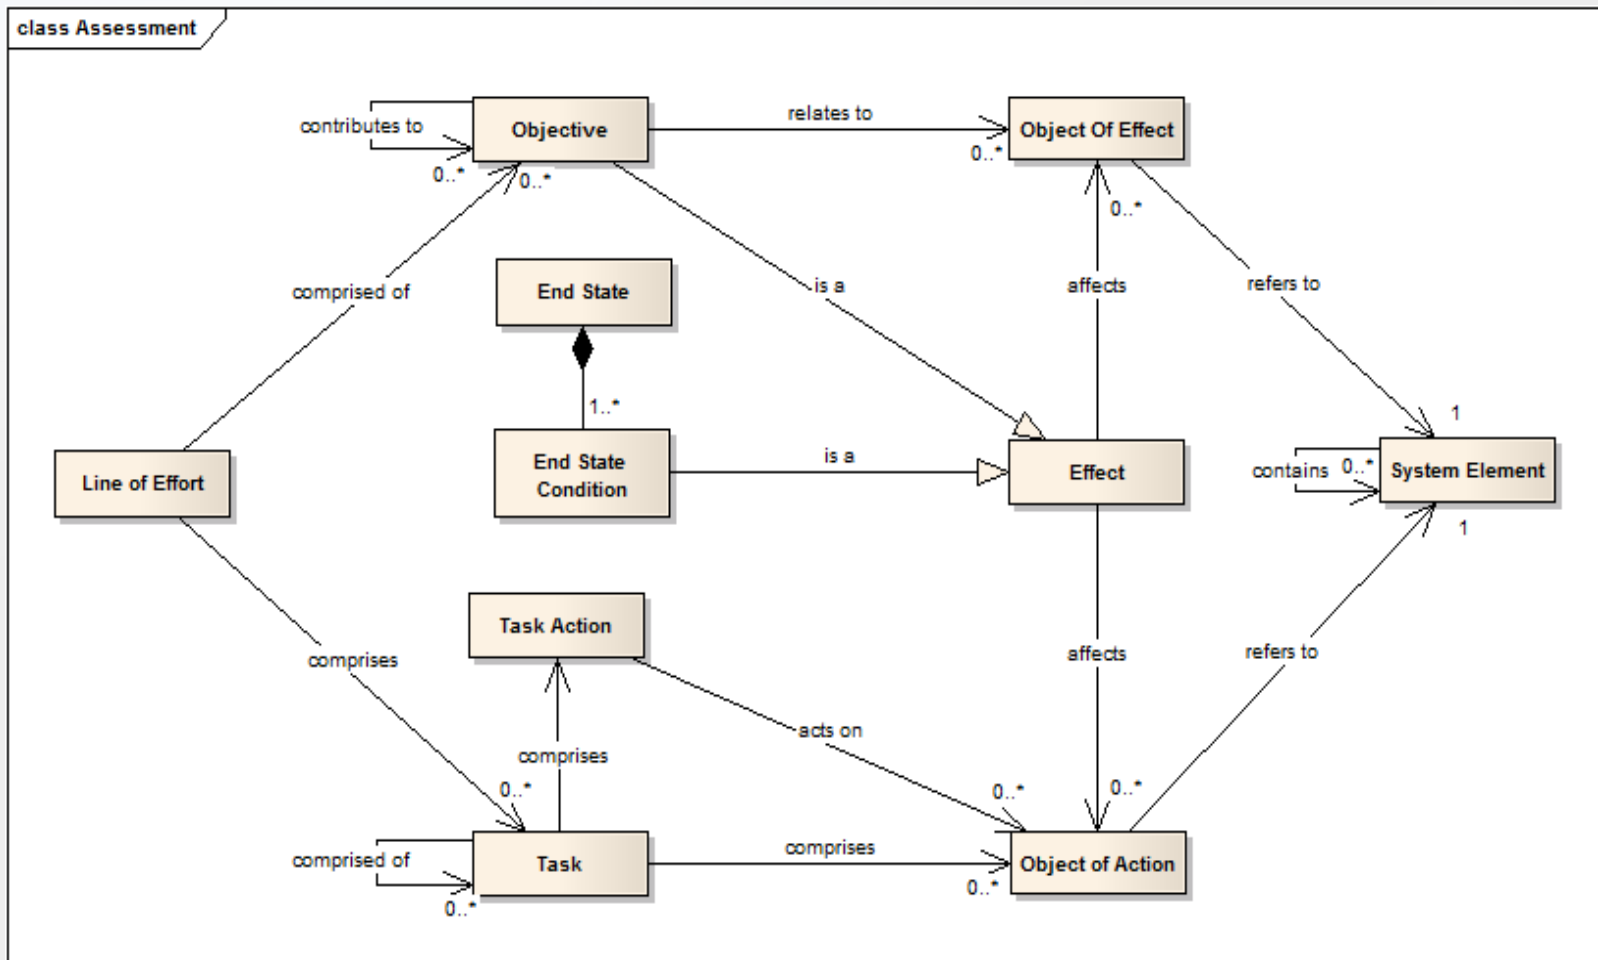 class Assessment
contributes to
Objective
relates to
Object Of Effect
0..*
0..*
0..*
0..*
comprised of
End State
is a
affects
refers to
1..*
1
Line of Effort
End State
Condition
is a
Effect
contains
0..*
System Element
1
Task Action
comprises
affects
refers to
acts on
comprises
0..*
0..*
0..*
comprised of
Task
comprises
Object of Action
0..*
0..*